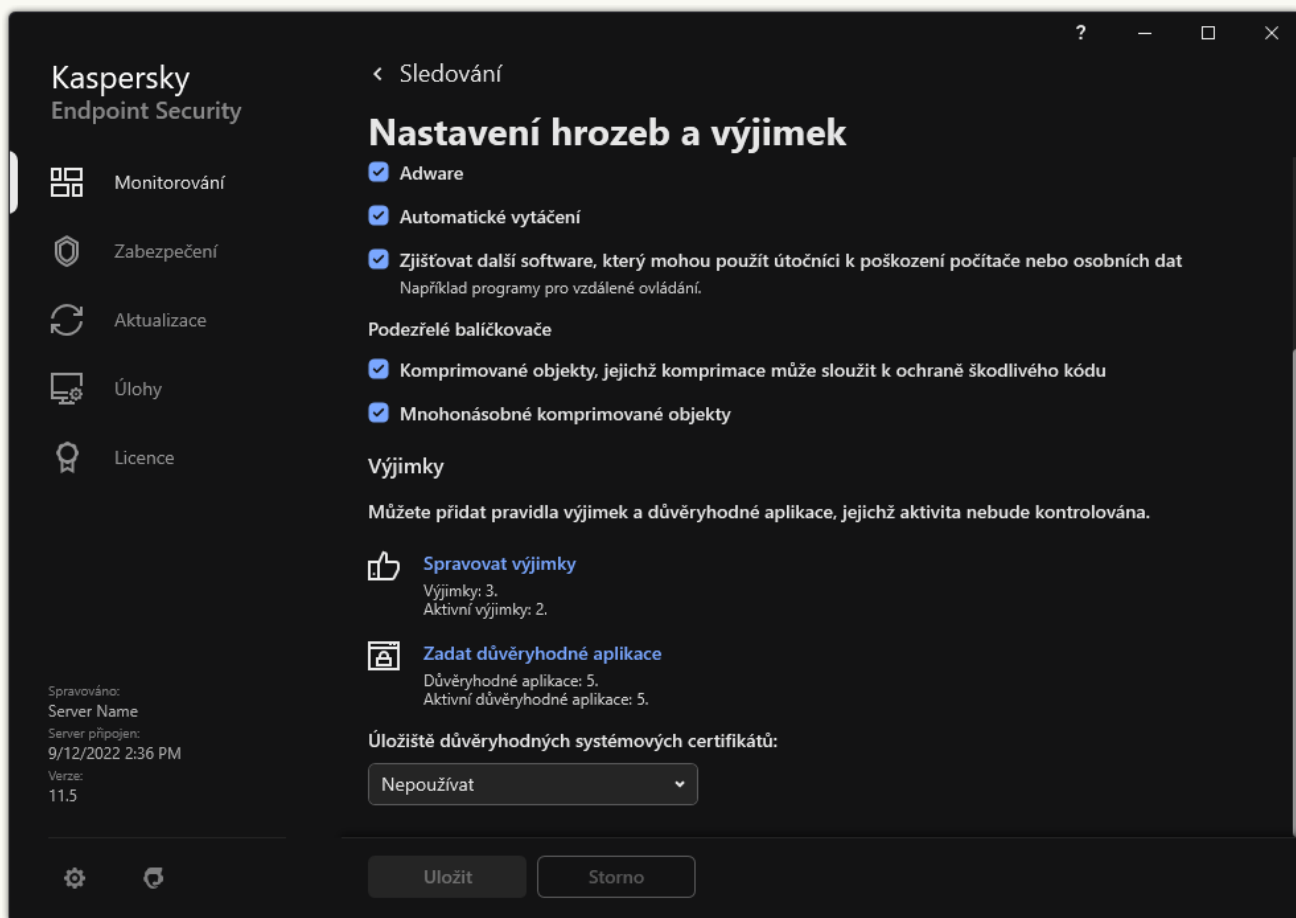 ?
Kaspersky
Endpoint Security
Monitorování
Zabezpečení
Aktualizace
Úlohy
Licence
Spravováno:
Server Name
Server připojen:
9/12/2022 2:36 PM
Verze:
11.5
Sledování
Nastavení hrozeb a výjimek
Adware
Automatické vytáčení
Zjišťovat další software, který mohou použít útočníci k poškození počítače nebo osobních dat
Například programy pro vzdálené ovládání.
Podezřelé balíčkovače
Komprimované objekty, jejichž komprimace může sloužit k ochraně škodlivého kódu
Mnohonásobné komprimované objekty
Výjimky
Můžete přidat pravidla výjimek a důvěryhodné aplikace, jejichž aktivita nebude kontrolována.
Spravovat výjimky
Výjimky: 3.
Aktivní výjimky: 2.
Zadat důvěryhodné aplikace
Důvěryhodné aplikace: 5.
Aktivní důvěryhodné aplikace: 5.
Úložiště důvěryhodných systémových certifikátů:
Nepoužívat
Uložit
Storno